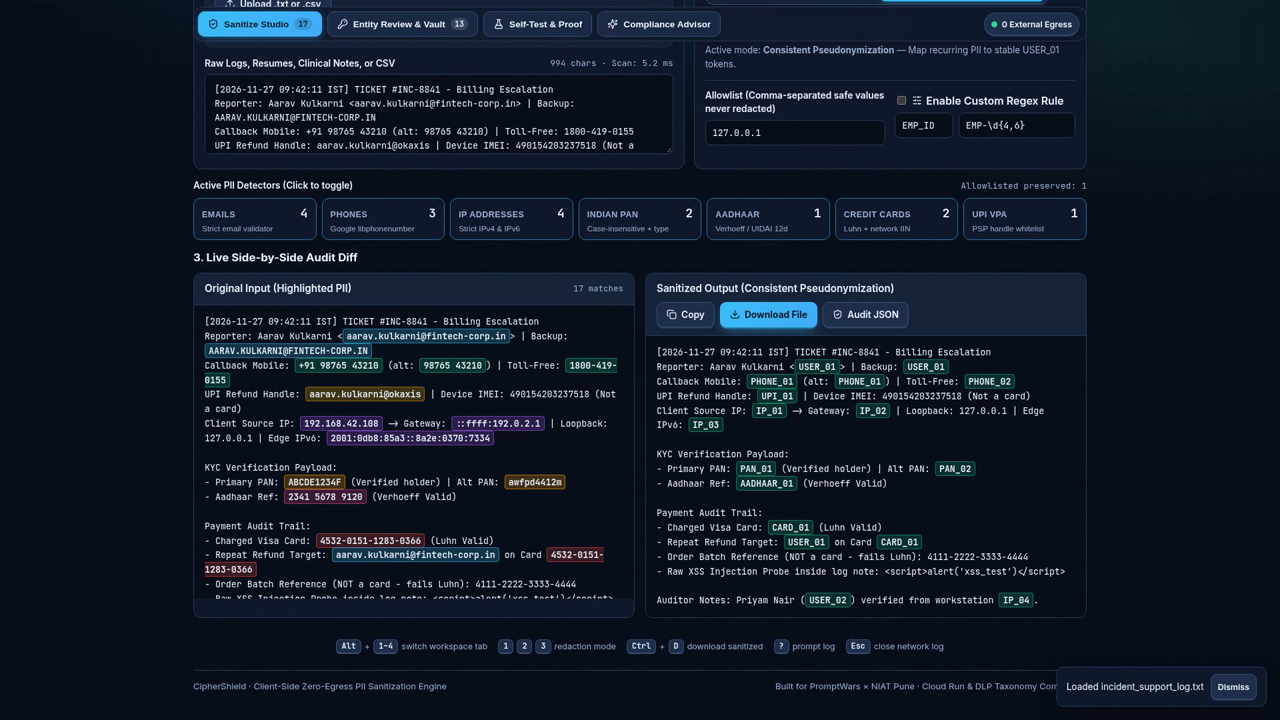 Upload .txt or .csv
Sanitize Studio 17
Entity Review & Vault 13
Self-Test & Proof
Compliance Advisor
0 External Egress
Active mode: Consistent Pseudonymization — Map recurring PII to stable USER_01
tokens.
Raw Logs, Resumes, Clinical Notes, or CSV
994 chars · Scan: 5.2 ms
[2026-11-27 09:42:11 IST] TICKET #INC-8841 - Billing Escalation
Reporter: Aarav Kulkarni <aarav.kulkarni@fintech-corp.in> | Backup:
AARAV.KULKARNI@FINTECH-CORP.IN
Callback Mobile: +91 98765 43210 (alt: 98765 43210) | Toll-Free: 1800-419-0155
UPI Refund Handle: aarav.kulkarni@okaxis | Device IMEI: 490154203237518 (Not a
Allowlist (Comma-separated safe values
never redacted)
127.0.0.1
Enable Custom Regex Rule
EMP_ID
EMP-\d{4,6}
Active PII Detectors (Click to toggle)
Allowlisted preserved: 1
EMAILS 4
Strict email validator
PHONES 3
Google libphonenumber
IP ADDRESSES 4
Strict IPv4 & IPv6
INDIAN PAN 2
Case-insensitive + type
AADHAAR 1
Verhoeff / UIDAI 12d
CREDIT CARDS 2
Luhn + network IIN
UPI VPA 1
PSP handle whitelist
3. Live Side-by-Side Audit Diff
Original Input (Highlighted PII)
17 matches
[2026-11-27 09:42:11 IST] TICKET #INC-8841 - Billing Escalation
Reporter: Aarav Kulkarni <aarav.kulkarni@fintech-corp.in> | Backup:
AARAV.KULKARNI@FINTECH-CORP.IN
Callback Mobile: +91 98765 43210 (alt: 98765 43210) | Toll-Free: 1800-419-
0155
UPI Refund Handle: aarav.kulkarni@okaxis | Device IMEI: 490154203237518 (Not
a card)
Client Source IP: 192.168.42.108 → Gateway: ::ffff:192.0.2.1 | Loopback:
127.0.0.1 | Edge IPv6: 2001:0db8:85a3::8a2e:0370:7334
KYC Verification Payload:
- Primary PAN: ABCDE1234F (Verified holder) | Alt PAN: awfpd4412m
- Aadhaar Ref: 2341 5678 9120 (Verhoeff Valid)
Payment Audit Trail:
- Charged Visa Card: 4532-0151-1283-0366 (Luhn Valid)
- Repeat Refund Target: aarav.kulkarni@fintech-corp.in on Card 4532-0151-
1283-0366
- Order Batch Reference (NOT a card - fails Luhn): 4111-2222-3333-4444
- Raw XSS Injection Probe inside log note: <script>alert('xss_test')</script>
Sanitized Output (Consistent Pseudonymization)
Copy
Download File
Audit JSON
[2026-11-27 09:42:11 IST] TICKET #INC-8841 - Billing Escalation
Reporter: Aarav Kulkarni <USER_01> | Backup: USER_01
Callback Mobile: PHONE_01 (alt: PHONE_01) | Toll-Free: PHONE_02
UPI Refund Handle: UPI_01 | Device IMEI: 490154203237518 (Not a card)
Client Source IP: IP_01 → Gateway: IP_02 | Loopback: 127.0.0.1 | Edge
IPv6: IP_03
KYC Verification Payload:
- Primary PAN: PAN_01 (Verified holder) | Alt PAN: PAN_02
- Aadhaar Ref: AADHAAR_01 (Verhoeff Valid)
Payment Audit Trail:
- Charged Visa Card: CARD_01 (Luhn Valid)
- Repeat Refund Target: USER_01 on Card CARD_01
- Order Batch Reference (NOT a card - fails Luhn): 4111-2222-3333-4444
- Raw XSS Injection Probe inside log note: <script>alert('xss_test')</script>
Auditor Notes: Priyam Nair (USER_02) verified from workstation IP_04.
Alt + 1-4 switch workspace tab 1 2 3 redaction mode Ctrl + D download sanitized ? prompt log Esc close network log
CipherShield · Client-Side Zero-Egress PII Sanitization Engine
Built for PromptWars × NIAT Pune · Cloud Run & DLP Taxonomy
Loaded incident_support_log.txt
Dismiss